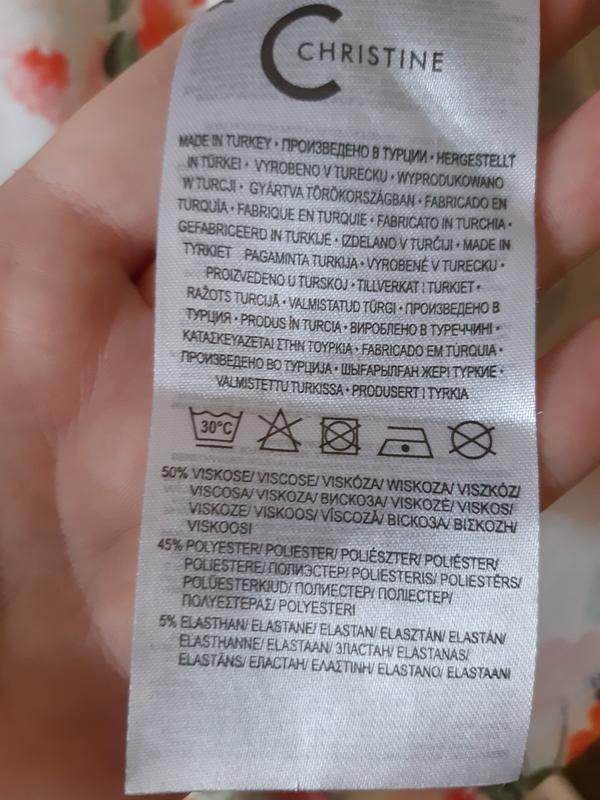 CHRISTINE
MADE IN TURKEY • ПРОИЗВЕДЕНО В ТУРЦИИ • HERGESTELLT
IN TÜRKEI • VYROBENO V TURECKU • WYPRODUKOWANO
W TURCJI • GYÁRTVA TÖRÖKORSZÁGBAN • FABRICADO EN
TURQUÍA • FABRIQUE EN TURQUIE • FABRICATO IN TURCHIA •
GEFABRICEERD IN TURKIJE • IZDELANO V TURČIJI • MADE IN
TYRKIET PAGAMINTA TURKIJA • VYROBENÉ V TURECKU •
PROIZVEDENO U TURSKOJ • TILLVERKAT I TURKIET •
RAŽOTS TURCIJĀ • VALMISTATUD TÜRGI • ПРОИЗВЕДЕНО В
ТУРЦИЯ • PRODUS ÎN TURCIA • ВИРОБЛЕНО В ТУРЕЧЧИНІ •
ΚΑΤΑΣΚΕΥΑΖΕΤΑΙ ΣΤΗΝ ΤΟΥΡΚΙΑ • FABRICADO EM TURQUIA •
ПРОИЗВЕДЕНО ВО ТУРЦИЈА • ШЫҒАРЫЛҒАН ЖЕРІ ТҮРКИЕ •
VALMISTETTU TURKISSA • PRODUSERT I TYRKIA
30°C
50% VISKOSE/ VISCOSE/ VISKÓZA/ WISKOZA/ VISZKÓZ/
VISCOSA/ VISKOZA/ ВИСКОЗА/ VISKOZĖ/ VISKOS/
VISKOZE/ VISKOOS/ VÎSCOZĂ/ ВІСКОЗА/ ΒΙΣΚΟΖΗ/
VISKOOSI
45% POLYESTER/ POLIESTER/ POLIÉSZTER/ POLIÉSTER/
POLIESTERE/ ПОЛИЭСТЕР/ POLIESTERIS/ POLIESTĒRS/
POLÜESTERKIUD/ ПОЛИЕСТЕР/ ПОЛІЕСТЕР/
ΠΟΛΥΕΣΤΕΡΑΣ/ POLYESTERI
5% ELASTHAN/ ELASTANE/ ELASTAN/ ELASZTÁN/ ELASTÁN/
ELASTHANNE/ ELASTAAN/ ЭЛАСТАН/ ELASTANAS/
ELASTĀNS/ ЕЛАСТАН/ ΕΛΑΣΤΙΝΗ/ ELASTANO/ ELASTAANI